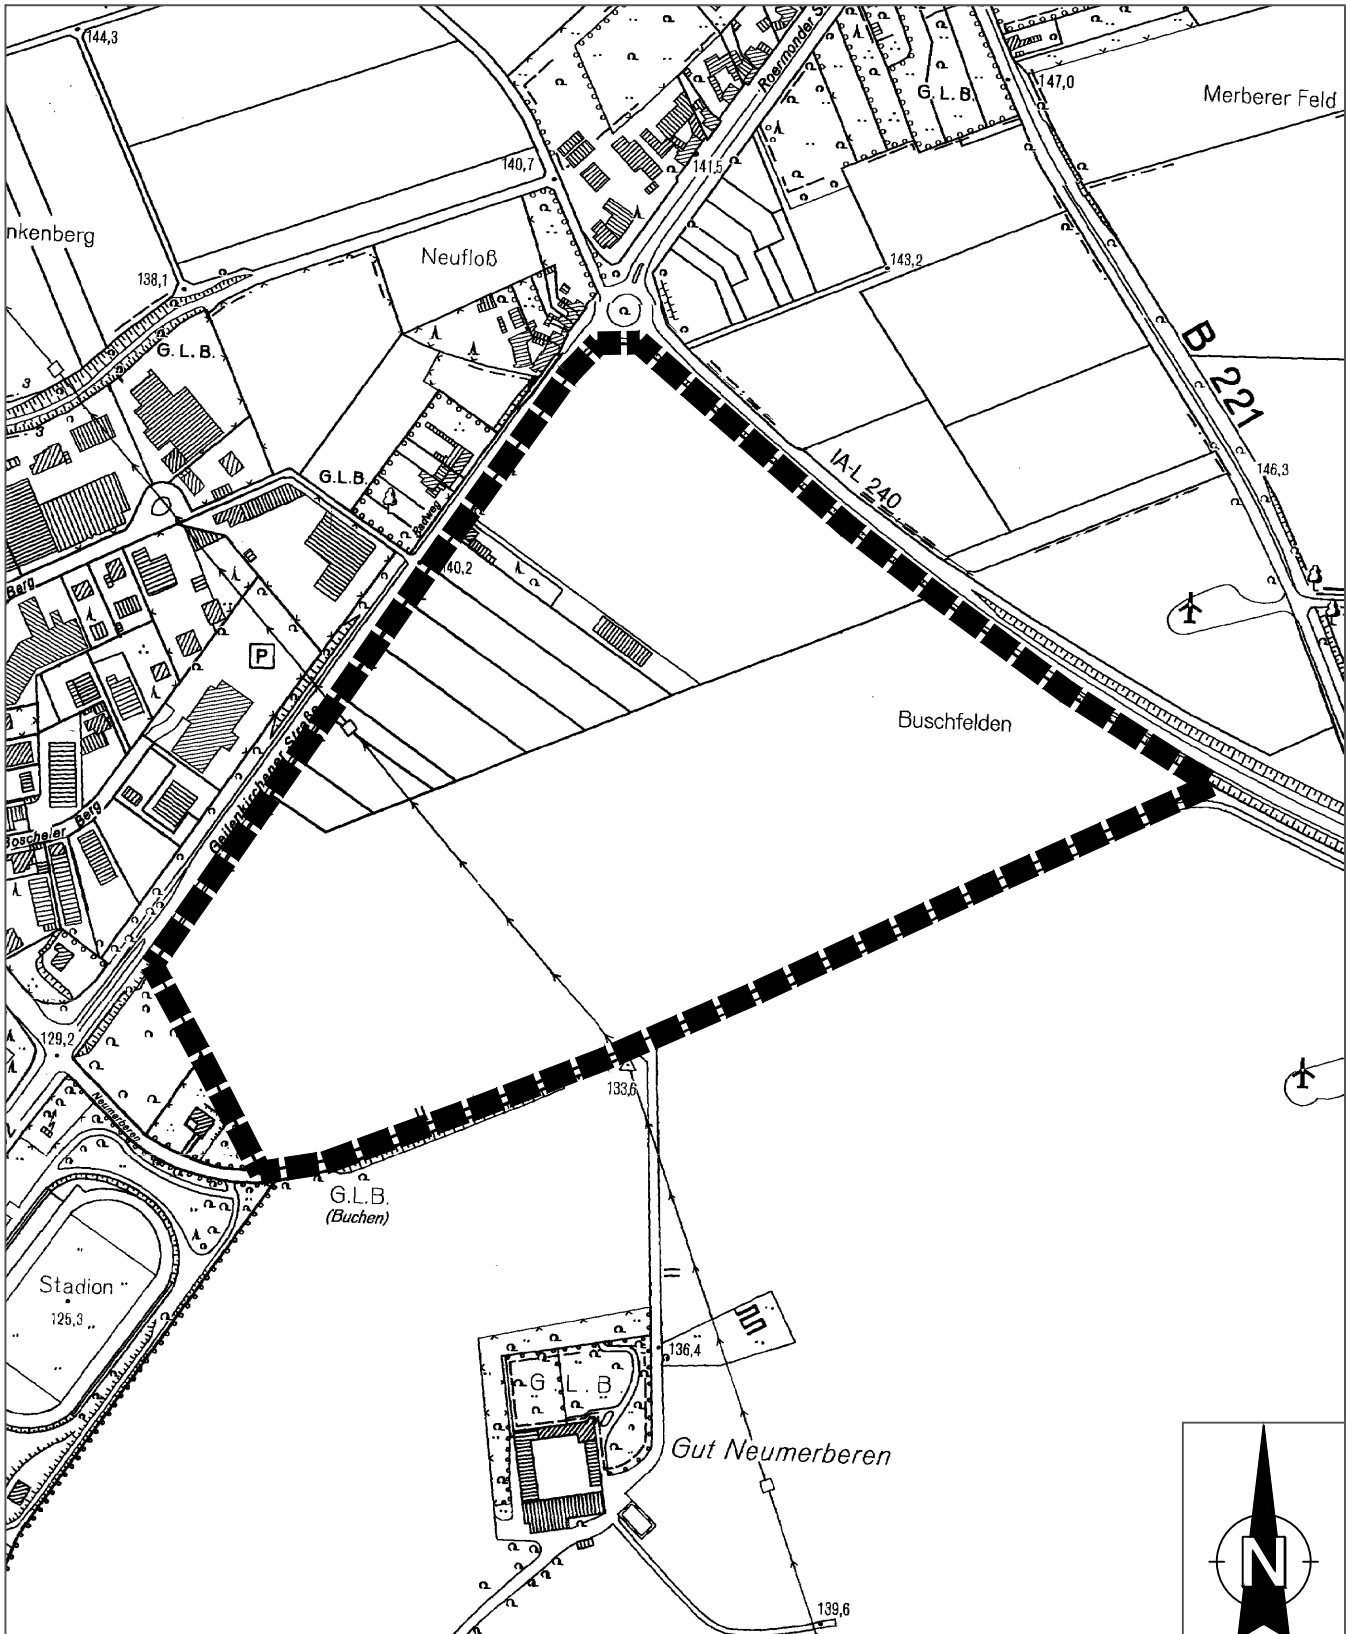 144,3
Roermonder S
147,0
G.L.B.
Merberer Feld
140,7
141,5
nkenberg
Neufloß
143,2
138,1
G.L.B.
B 221
3
3
G.L.B.
IA-L 240
146,3
Radweg
140,2
Berg
P
Buschfelden
Geilenkirchener Straße
Boscheler Berg
129,2
133,6
Neumerberen
G.L.B.
(Buchen)
Stadion
125,3
136,4
G.L.B
Gut Neumerberen
N
139,6